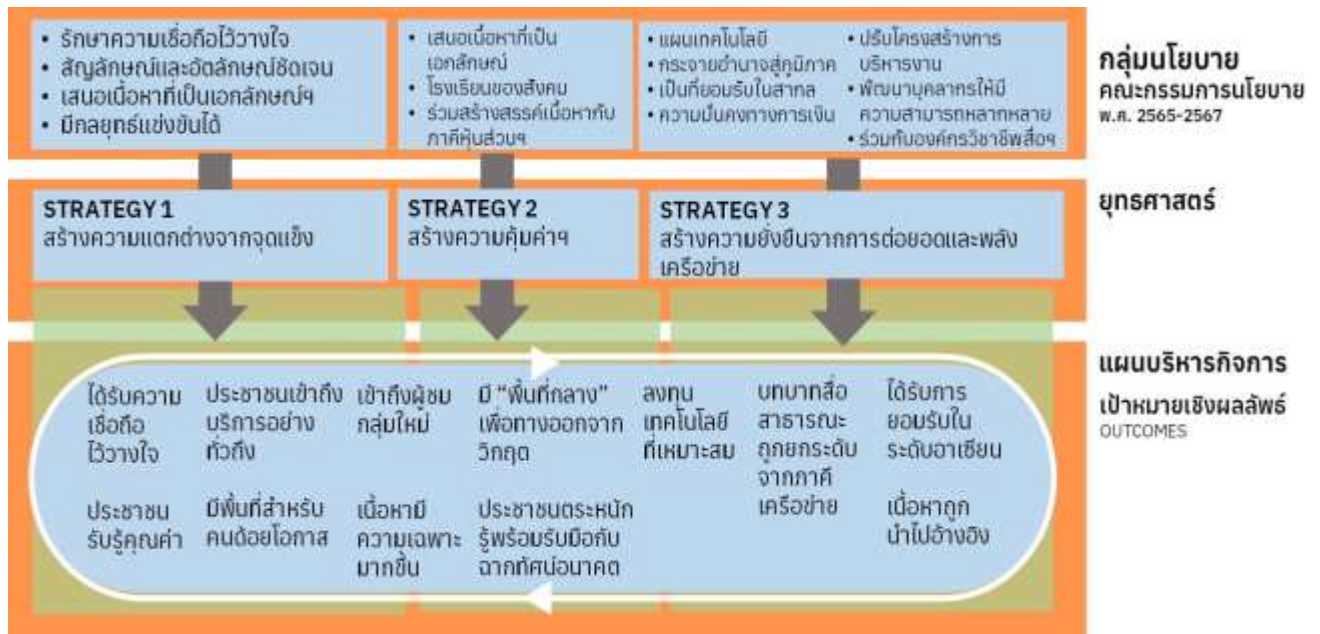 • รักษาความเชื่อถือไว้วางใจ
• สัญลักษณ์และอัตลักษณ์ชัดเจน
• เสนอเนื้อหาที่เป็นเอกลักษณ์ฯ
• มีกลยุทธ์แข่งขันได้
• เสนอเนื้อหาที่เป็น
เอกลักษณ์
• โรงเรียนของสังคม
• ร่วมสร้างสรรค์เนื้อหากับ
ภาคีหุ้นส่วนฯ
• แผนเทคโนโลยี
• กระจายอำนาจสู่ภูมิภาค
• เป็นที่ยอมรับในสากล
• ความมั่นคงทางการเงิน
• ปรับโครงสร้างการ
บริหารงาน
• พัฒนาบุคลากรให้มี
ความสามารถหลากหลาย
• ร่วมกับองค์กรวิชาชีพสื่อฯ
กลุ่มนโยบาย
คณะกรรมการนโยบาย
พ.ศ. 2565-2567
STRATEGY 1
สร้างความแตกต่างจากจุดแข็ง
STRATEGY 2
สร้างความคุ้มค่าฯ
STRATEGY 3
สร้างความยั่งยืนจากการต่อยอดและพลัง
เครือข่าย
ยุทธศาสตร์
ได้รับความ
เชื่อถือ
ไว้วางใจ
ประชาชนเข้าถึง
บริการอย่าง
ทั่วถึง
เข้าถึงผู้ชม
กลุ่มใหม่
มี “พื้นที่กลาง”
เพื่อทางออกจาก
วิกฤต
ลงทุน
เทคโนโลยี
ที่เหมาะสม
บทบาทสื่อ
สาธารณะ
ถูกยกระดับ
จากภาคี
เครือข่าย
ได้รับการ
ยอมรับใน
ระดับอาเซียน
ประชาชน
รับรู้คุณค่า
มีพื้นที่สำหรับ
คนด้อยโอกาส
เนื้อหามี
ความเฉพาะ
มากขึ้น
ประชาชนตระหนัก
รู้พร้อมรับมือกับ
ฉากทัศน์อนาคต
เนื้อหาถูก
นำไปอ้างอิง
แผนบริหารกิจการ
เป้าหมายเชิงผลลัพธ์
OUTCOMES